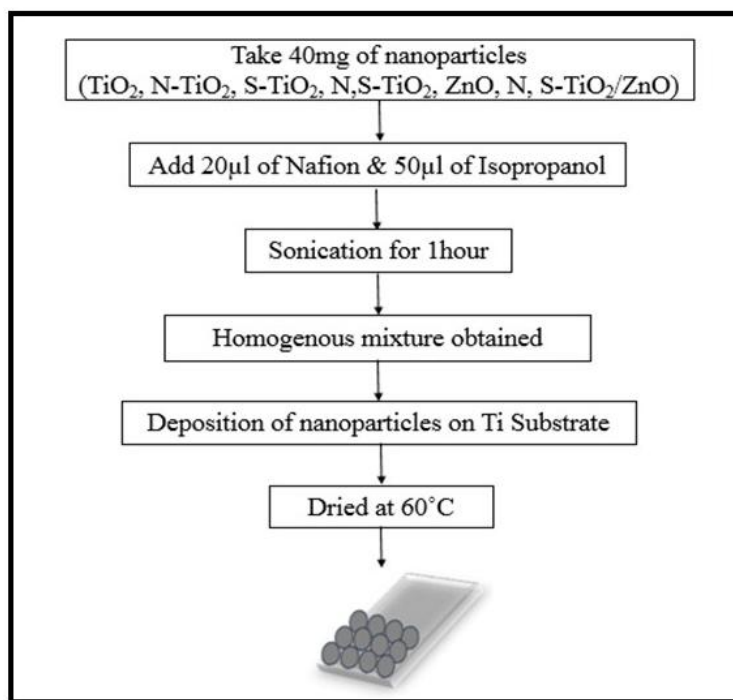 Take 40mg of nanoparticles
(TiO₂, N-TiO₂, S-TiO₂, N,S-TiO₂, ZnO, N, S-TiO₂/ZnO)
Add 20µl of Nafion & 50µl of Isopropanol
Sonication for 1hour
Homogenous mixture obtained
Deposition of nanoparticles on Ti Substrate
Dried at 60˚C